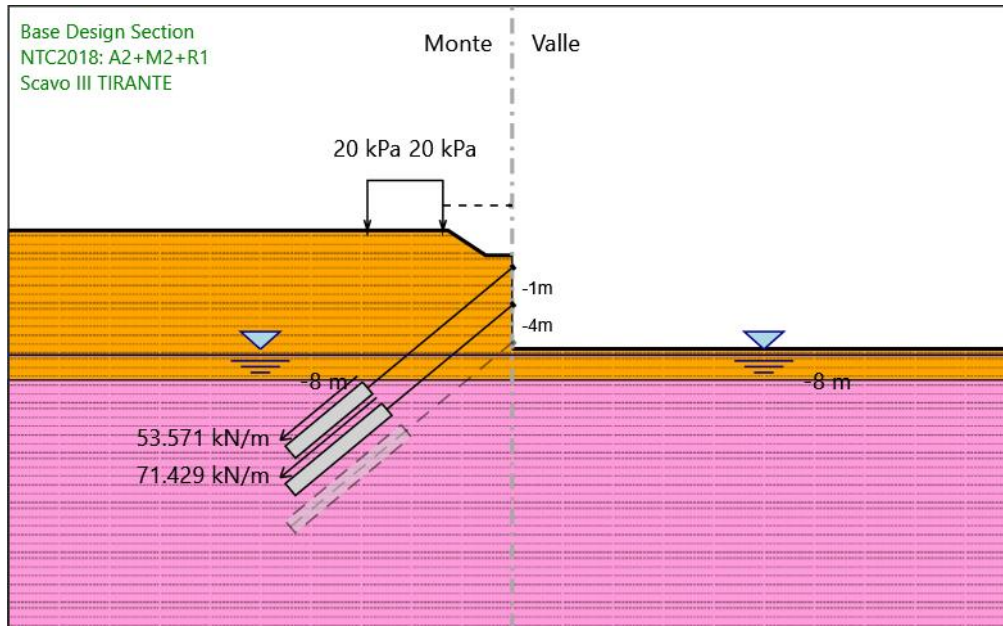 Base Design Section
NTC2018: A2+M2+R1
Scavo III TIRANTE
Monte
Valle
20 kPa 20 kPa
-1m
-4m
-8 m
-8 m
53.571 kN/m
71.429 kN/m